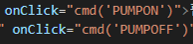 onClick="cmd('PUMPON')">
" onClick="cmd('PUMPOFF')"